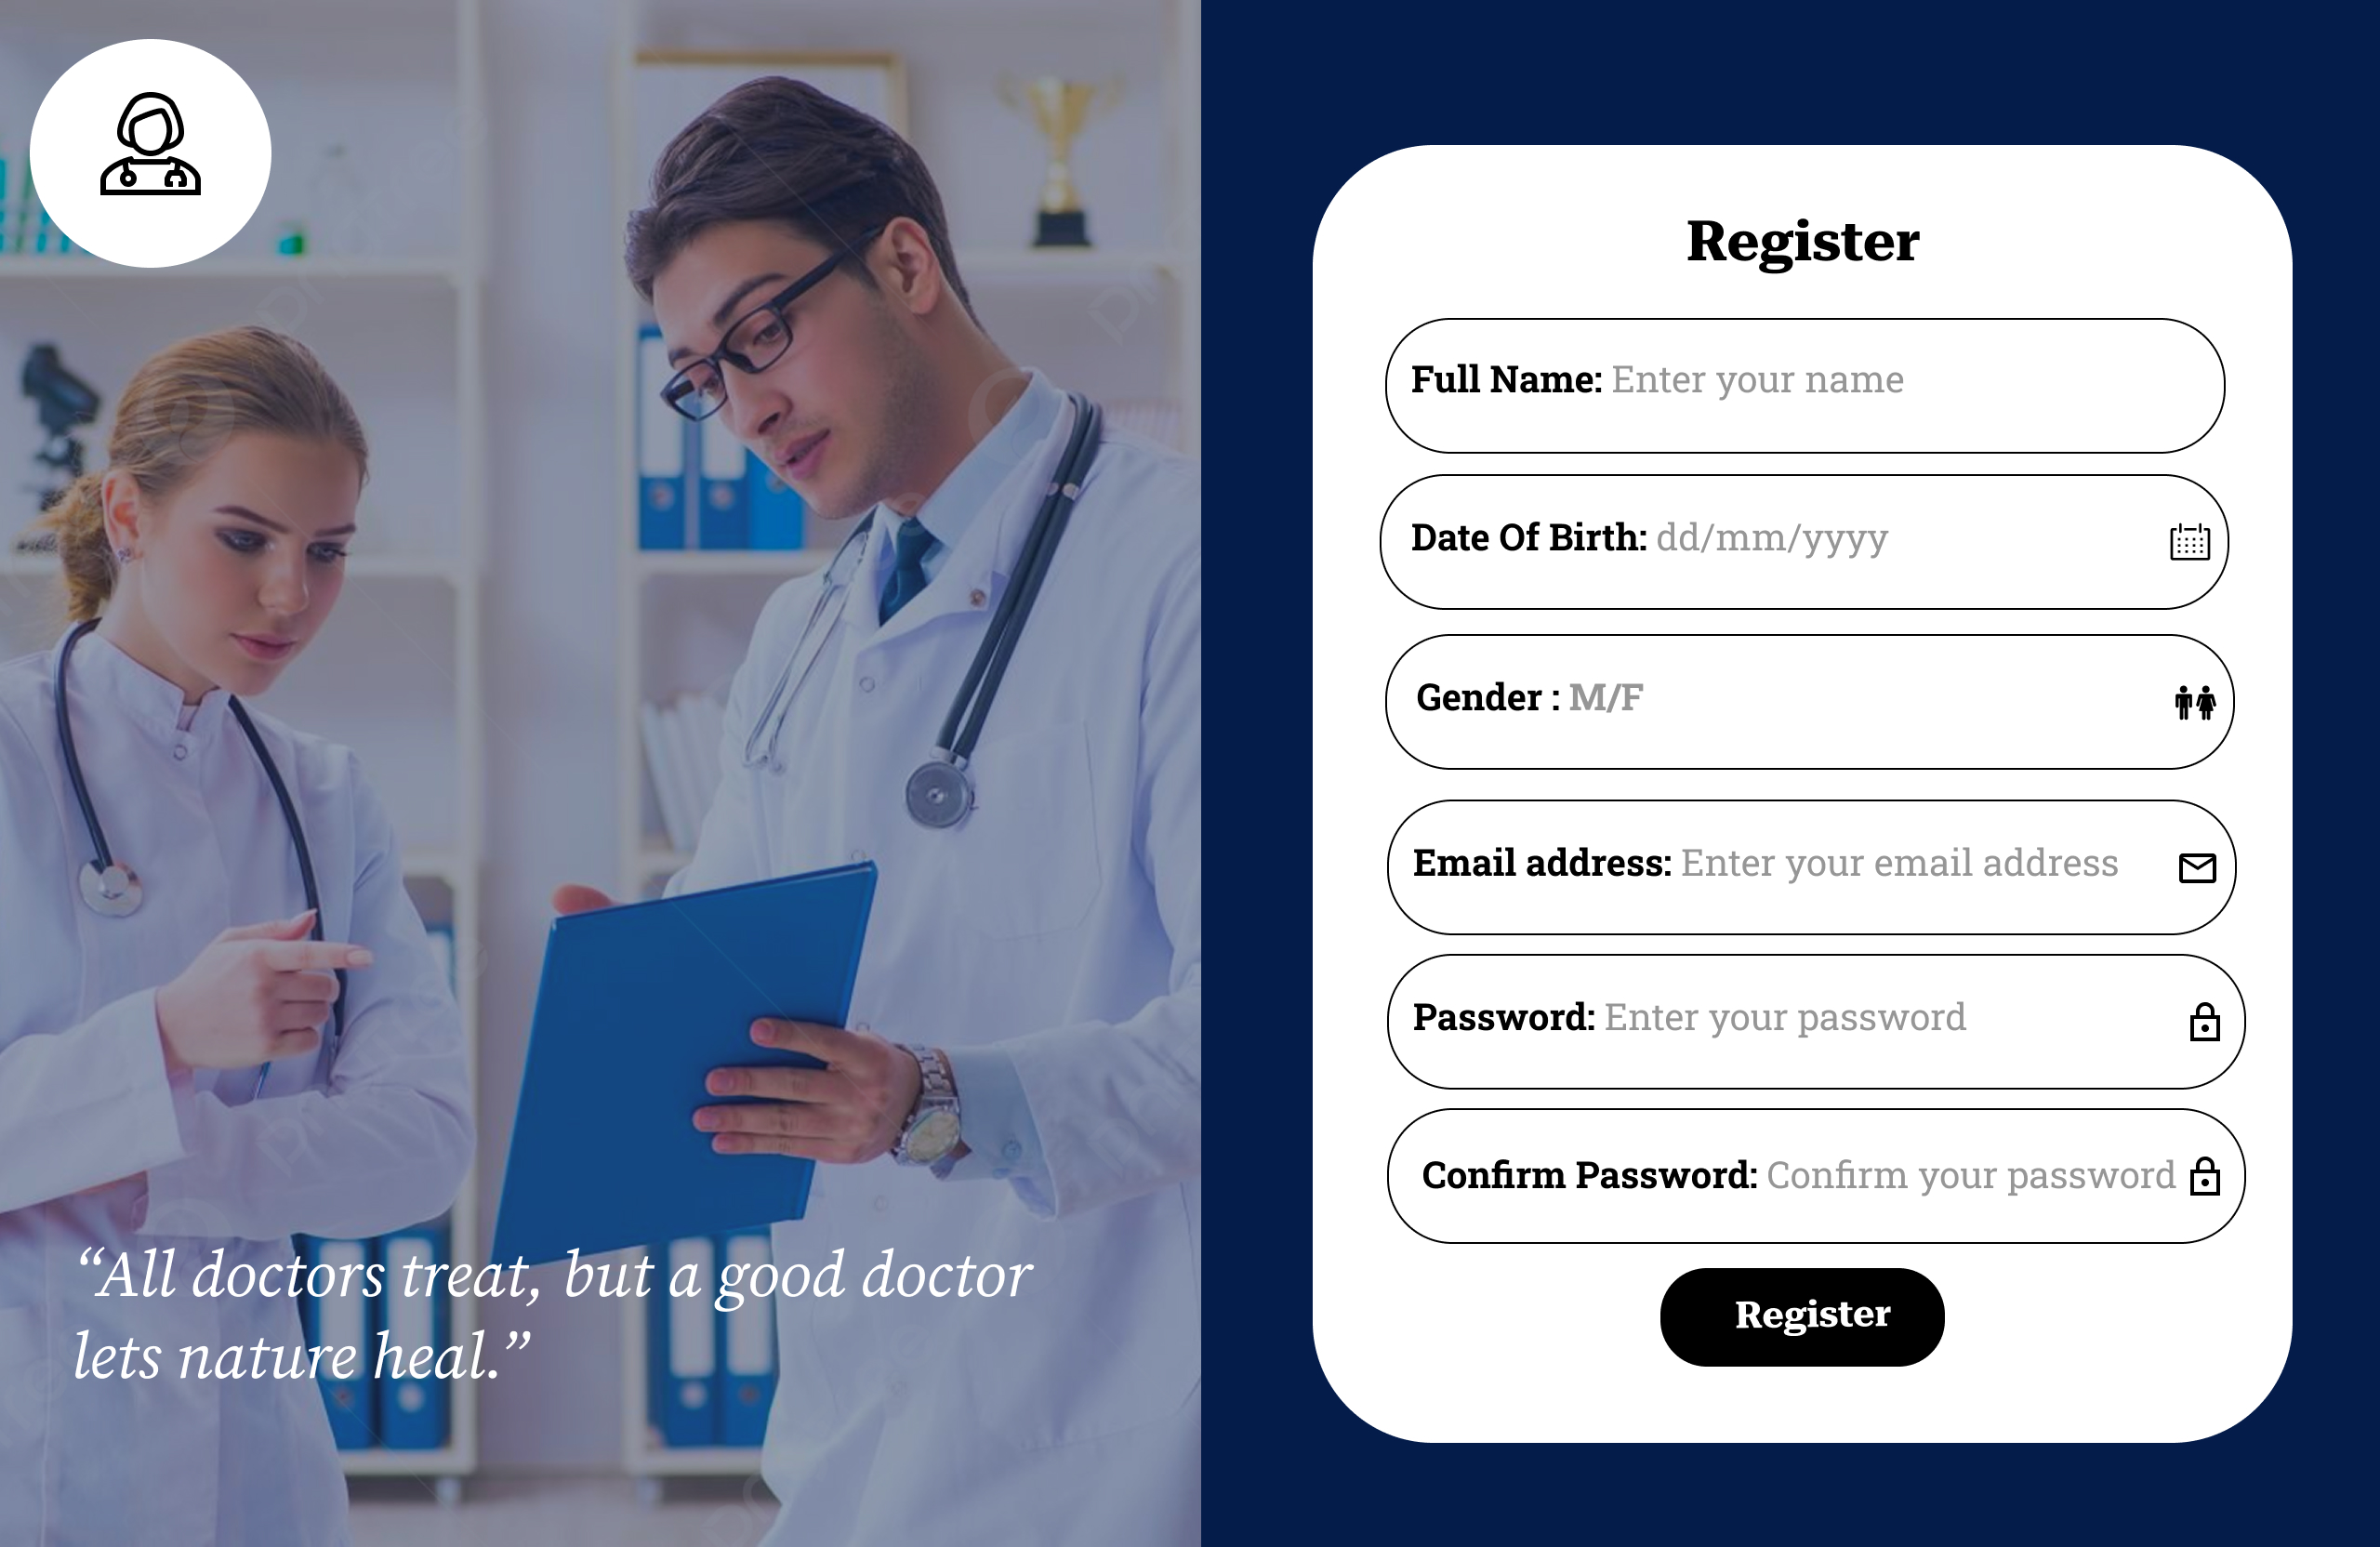 “All doctors treat, but a good doctor
lets nature heal.”
Register
Full Name: Enter your name
Date Of Birth: dd/mm/yyyy
Gender : M/F
Email address: Enter your email address
Password: Enter your password
Confirm Password: Confirm your password
Register